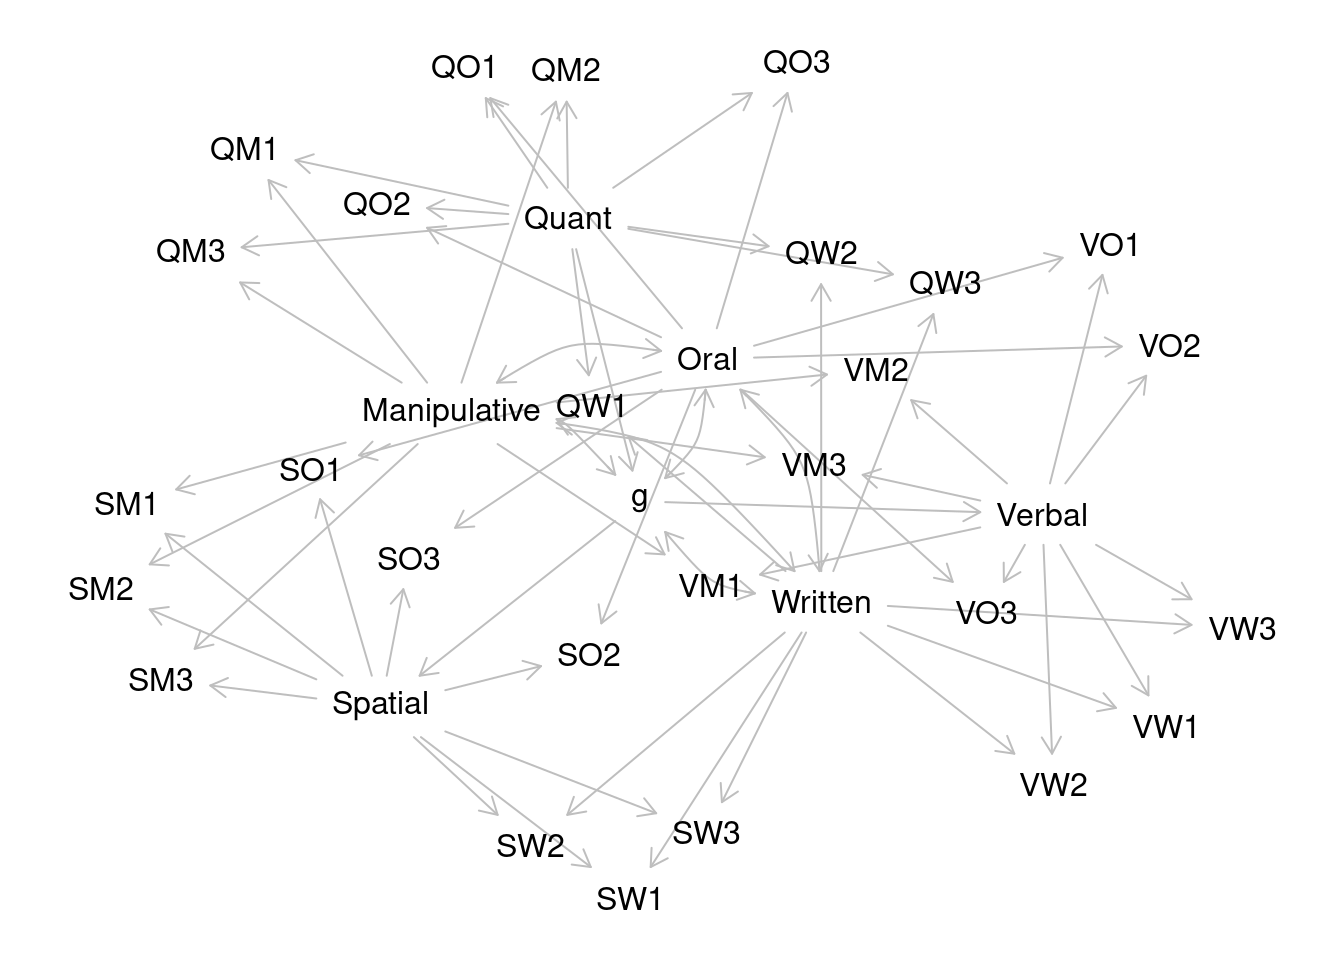 QO1
QM2
QO3
QM1
QO2
Quant
QM3
QW2
VO1
QW3
Oral
VO2
VM2
Manipulative
QW1
SO1
VM3
SM1
g
Verbal
SO3
SM2
VM1
Written
VO3
VW3
SO2
SM3
Spatial
VW1
VW2
SW3
SW2
SW1